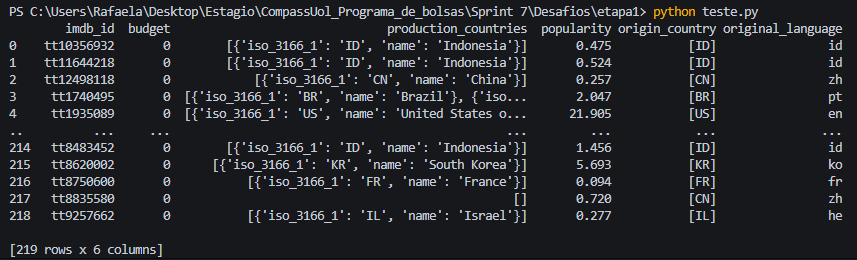 PS C:\Users\Rafaela\Desktop\Estagio\CompassUol_Programa_de_bolsas\Sprint 7\Desafios\etapa1> python teste.py
imdb_id budget production_countries popularity origin_country original_language
0 tt10356932 0 [{'iso_3166_1': 'ID', 'name': 'Indonesia'}] 0.475 [ID] id
1 tt11644218 0 [{'iso_3166_1': 'ID', 'name': 'Indonesia'}] 0.524 [ID] id
2 tt12498118 0 [{'iso_3166_1': 'CN', 'name': 'China'}] 0.257 [CN] zh
3 tt1740495 0 [{'iso_3166_1': 'BR', 'name': 'Brazil'}, {'iso... 2.047 [BR] pt
4 tt1935089 0 [{'iso_3166_1': 'US', 'name': 'United States o... 21.905 [US] en
.. ... ... ... ... ... ...
214 tt8483452 0 [{'iso_3166_1': 'ID', 'name': 'Indonesia'}] 1.456 [ID] id
215 tt8620002 0 [{'iso_3166_1': 'KR', 'name': 'South Korea'}] 5.693 [KR] ko
216 tt8750600 0 [{'iso_3166_1': 'FR', 'name': 'France'}] 0.094 [FR] fr
217 tt8835580 0 [] 0.720 [CN] zh
218 tt9257662 0 [{'iso_3166_1': 'IL', 'name': 'Israel'}] 0.277 [IL] he
[219 rows x 6 columns]